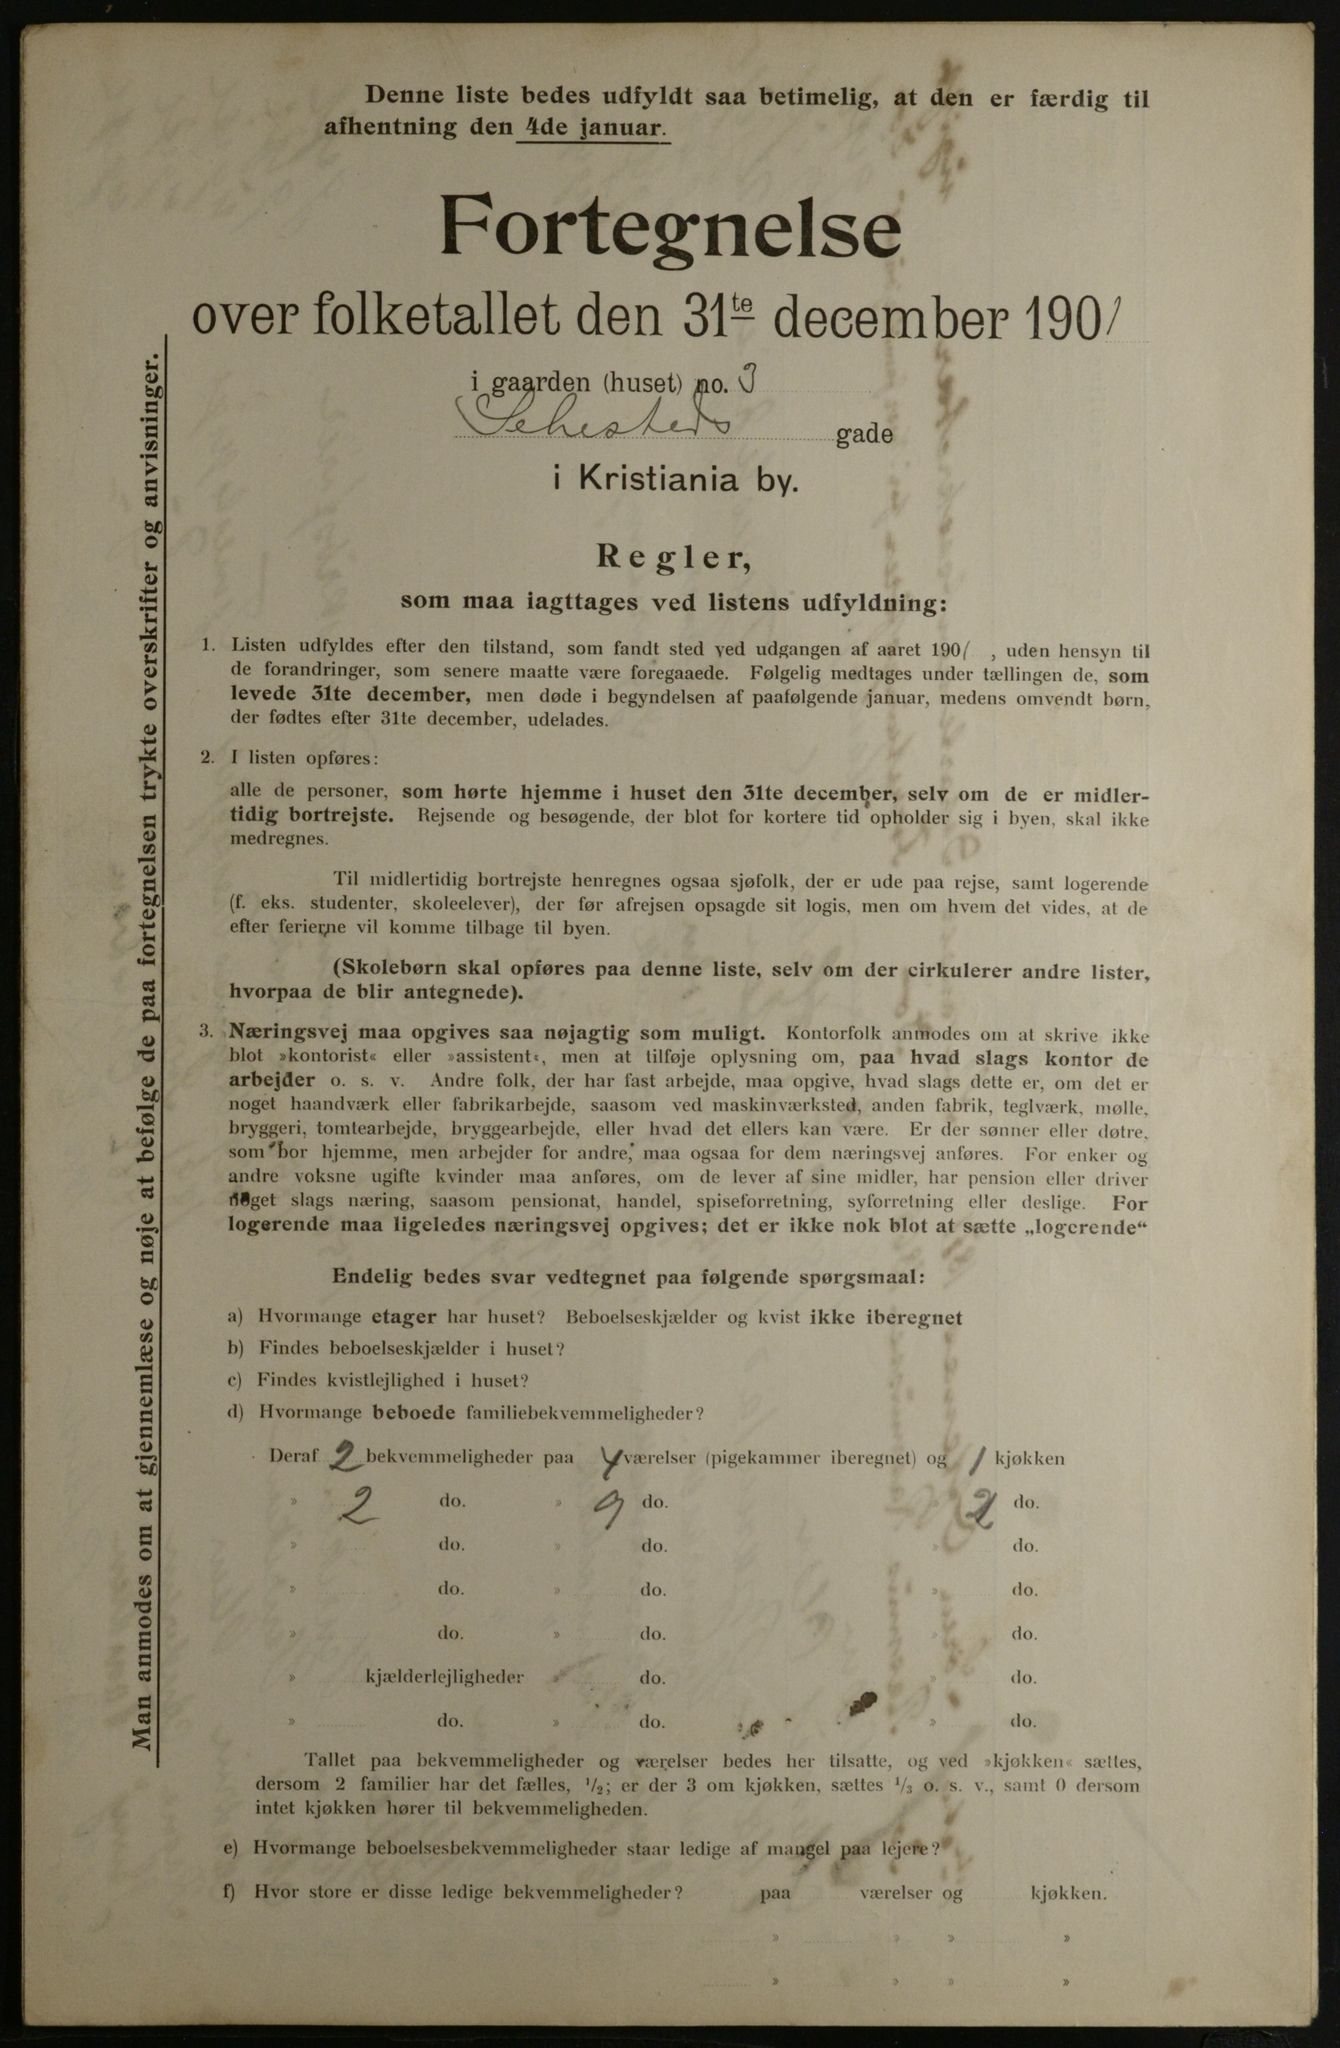 Denne liste bedes udfyldt saa betimelig, at den er færdig til
afhentning den 4de januar.
Fortegnelse
over folketallet den 31te december 1901
i gaarden (huset) no. 3
Sehesteds gade
i Kristiania by.
Regler,
som maa iagttages ved listens udfyldning:
1. Listen udfyldes efter den tilstand, som fandt sted ved udgangen af aaret 1901, uden hensyn til
de forandringer, som senere maatte være foregaaede. Følgelig medtages under tællingen de, som
levede 31te december, men døde i begyndelsen af paafølgende januar, medens omvendt børn,
der fødtes efter 31te december, udelades.
2. I listen opføres:
alle de personer, som hørte hjemme i huset den 31te december, selv om de er midler-
tidig bortrejste. Rejsende og besøgende, der blot for kortere tid opholder sig i byen, skal ikke
medregnes.
Til midlertidig bortrejste henregnes ogsaa sjøfolk, der er ude paa rejse, samt logerende
(f. eks. studenter, skoleelever), der før afrejsen opsagde sit logis, men om hvem det vides, at de
efter ferierne vil komme tilbage til byen.
(Skolebørn skal opføres paa denne liste, selv om der cirkulerer andre lister,
hvorpaa de blir antegnede).
3. Næringsvej maa opgives saa nøjagtig som muligt. Kontorfolk anmodes om at skrive ikke
blot »kontorist« eller »assistent«, men at tilføje oplysning om, paa hvad slags kontor de
arbejder o. s. v. Andre folk, der har fast arbejde, maa opgive, hvad slags dette er, om det er
noget haandværk eller fabrikarbejde, saasom ved maskinværksted, anden fabrik, teglværk, mølle,
bryggeri, tomtearbejde, bryggearbejde, eller hvad det ellers kan være. Er der sønner eller døtre,
som bor hjemme, men arbejder for andre, maa ogsaa for dem næringsvej anføres. For enker og
andre voksne ugifte kvinder maa anføres, om de lever af sine midler, har pension eller driver
noget slags næring, saasom pensionat, handel, spiseforretning, syforretning eller deslige. For
logerende maa ligeledes næringsvej opgives; det er ikke nok blot at sætte „logerende“
Endelig bedes svar vedtegnet paa følgende spørgsmaal:
a) Hvormange etager har huset? Beboelseskjælder og kvist ikke iberegnet
b) Findes beboelseskjælder i huset?
c) Findes kvistlejlighed i huset?
d) Hvormange beboede familiebekvemmeligheder?
Deraf 2 bekvemmeligheder paa 4 værelser (pigekammer iberegnet) og 1 kjøkken
» 2 do. » 9 do. » 2 do.
» do. » do. » do.
» do. » do. » do.
» do. » do. » do.
» kjælderlejligheder » do. » do.
» do. » do. » do.
Tallet paa bekvemmeligheder og værelser bedes her tilsatte, og ved »kjøkken« sættes,
dersom 2 familier har det fælles, 1/2; er der 3 om kjøkken, sættes 1/3 o. s. v., samt 0 dersom
intet kjøkken hører til bekvemmeligheden.
e) Hvormange beboelsesbekvemmeligheder staar ledige af mangel paa lejere?
f) Hvor store er disse ledige bekvemmeligheder? paa værelser og kjøkken.
» » » »
» » » »
Man anmodes om at gjennemlæse og nøje at befølge de paa fortegnelsen trykte overskrifter og anvisninger.